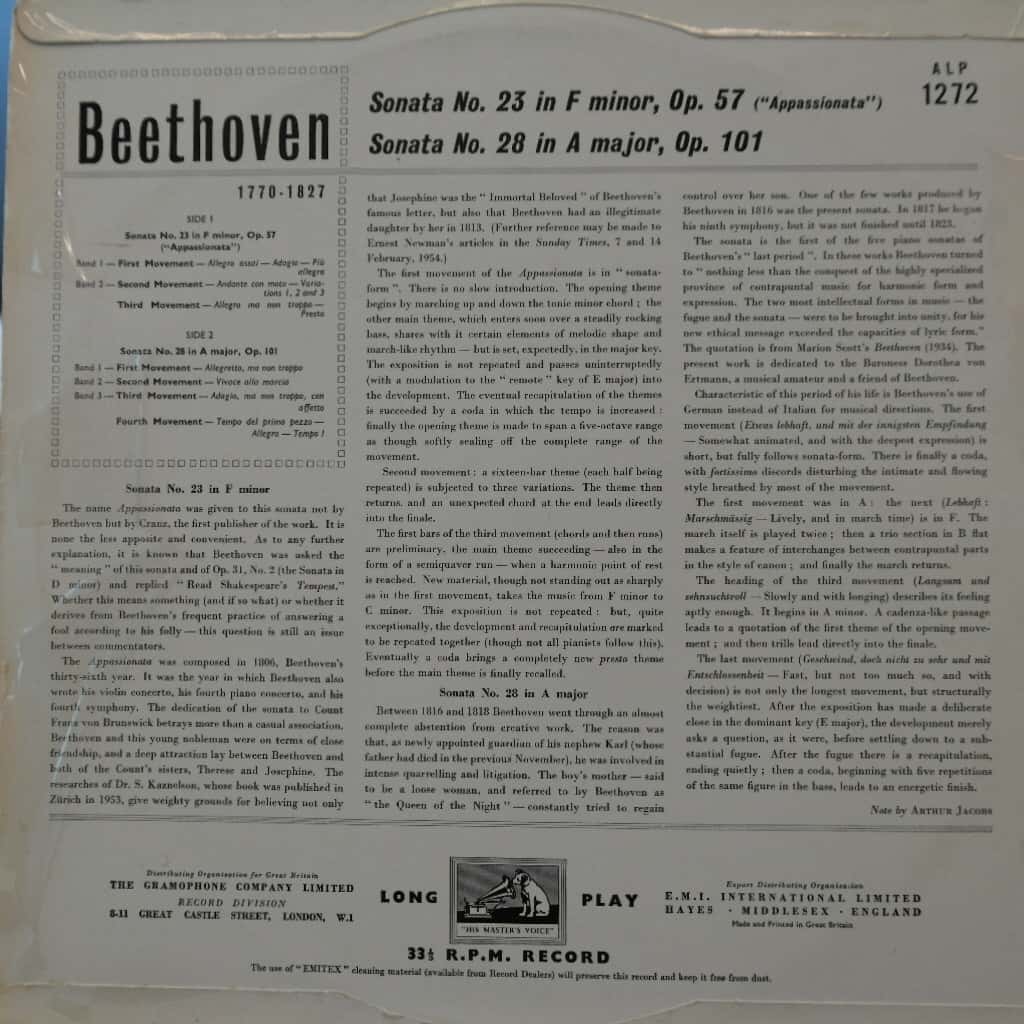 Beethoven
1770-1827
Sonata No. 23 in F minor, Op. 57 ("Appassionata")
Sonata No. 28 in A major, Op. 101
ALP
1272
SIDE 1
Sonata No. 23 in F minor, Op. 57
("Appassionata")
Band 1 — First Movement — Allegro assai — Adagio — Più
allegro
Band 2 — Second Movement — Andante con moto — Varia-
tions 1, 2 and 3
Third Movement — Allegro ma non troppo —
Presto
SIDE 2
Sonata No. 28 in A major, Op. 101
Band 1 — First Movement — Allegretto, ma non troppo
Band 2 — Second Movement — Vivace alla marcia
Band 3 — Third Movement — Adagio, ma non troppo, con
affetto
Fourth Movement — Tempo del primo pezzo —
Allegro — Tempo I
Sonata No. 23 in F minor
The name Appassionata was given to this sonata not by
Beethoven but by Cranz, the first publisher of the work. It is
none the less apposite and convenient. As to any further
explanation, it is known that Beethoven was asked the
" meaning " of this sonata and of Op. 31, No. 2 (the Sonata in
D minor) and replied " Read Shakespeare's Tempest."
Whether this means something (and if so what) or whether it
derives from Beethoven's frequent practice of answering a
fool according to his folly — this question is still an issue
between commentators.
The Appassionata was composed in 1806, Beethoven's
thirty-sixth year. It was the year in which Beethoven also
wrote his violin concerto, his fourth piano concerto, and his
fourth symphony. The dedication of the sonata to Count
Franz von Brunswick betrays more than a casual association.
Beethoven and this young nobleman were on terms of close
friendship, and a deep attraction lay between Beethoven and
both of the Count's sisters, Therese and Josephine. The
researches of Dr. S. Kaznelson, whose book was published in
Zürich in 1953, give weighty grounds for believing not only
that Josephine was the " Immortal Beloved " of Beethoven's
famous letter, but also that Beethoven had an illegitimate
daughter by her in 1813. (Further reference may be made to
Ernest Newman's articles in the Sunday Times, 7 and 14
February, 1954.)
The first movement of the Appassionata is in " sonata-
form ". There is no slow introduction. The opening theme
begins by marching up and down the tonic minor chord ; the
other main theme, which enters soon over a steadily rocking
bass, shares with it certain elements of melodic shape and
march-like rhythm — but is set, expectedly, in the major key.
The exposition is not repeated and passes uninterruptedly
(with a modulation to the " remote " key of E major) into
the development. The eventual recapitulation of the themes
is succeeded by a coda in which the tempo is increased :
finally the opening theme is made to span a five-octave range
as though softly sealing off the complete range of the
movement.
Second movement : a sixteen-bar theme (each half being
repeated) is subjected to three variations. The theme then
returns, and an unexpected chord at the end leads directly
into the finale.
The first bars of the third movement (chords and then runs)
are preliminary, the main theme succeeding — also in the
form of a semiquaver run — when a harmonic point of rest
is reached. New material, though not standing out as sharply
as in the first movement, takes the music from F minor to
C minor. This exposition is not repeated : but, quite
exceptionally, the development and recapitulation are marked
to be repeated together (though not all pianists follow this).
Eventually a coda brings a completely new presto theme
before the main theme is finally recalled.
Sonata No. 28 in A major
Between 1816 and 1818 Beethoven went through an almost
complete abstention from creative work. The reason was
that, as newly appointed guardian of his nephew Karl (whose
father had died in the previous November), he was involved in
intense quarrelling and litigation. The boy's mother — said
to be a loose woman, and referred to by Beethoven as
" the Queen of the Night " — constantly tried to regain
control over her son. One of the few works produced by
Beethoven in 1816 was the present sonata. In 1817 he began
his ninth symphony, but it was not finished until 1823.
The sonata is the first of the five piano sonatas of
Beethoven's " last period ". In these works Beethoven turned
to " nothing less than the conquest of the highly specialized
province of contrapuntal music for harmonic form and
expression. The two most intellectual forms in music — the
fugue and the sonata — were to be brought into unity, for his
new ethical message exceeded the capacities of lyric form."
The quotation is from Marion Scott's Beethoven (1934). The
present work is dedicated to the Baroness Dorothea von
Ertmann, a musical amateur and a friend of Beethoven.
Characteristic of this period of his life is Beethoven's use of
German instead of Italian for musical directions. The first
movement (Etwas lebhaft, und mit der innigsten Empfindung
— Somewhat animated, and with the deepest expression) is
short, but fully follows sonata-form. There is finally a coda,
with fortissimo discords disturbing the intimate and flowing
style breathed by most of the movement.
The first movement was in A : the next (Lebhaft :
Marschmässig — Lively, and in march time) is in F. The
march itself is played twice ; then a trio section in B flat
makes a feature of interchanges between contrapuntal parts
in the style of canon ; and finally the march returns.
The heading of the third movement (Langsam und
sehnsuchtvoll — Slowly and with longing) describes its feeling
aptly enough. It begins in A minor. A cadenza-like passage
leads to a quotation of the first theme of the opening move-
ment ; and then trills lead directly into the finale.
The last movement (Geschwind, doch nicht zu sehr und mit
Entschlossenheit — Fast, but not too much so, and with
decision) is not only the longest movement, but structurally
the weightiest. After the exposition has made a deliberate
close in the dominant key (E major), the development merely
asks a question, as it were, before settling down to a sub-
stantial fugue. After the fugue there is a recapitulation,
ending quietly ; then a coda, beginning with five repetitions
of the same figure in the bass, leads to an energetic finish.
Note by ARTHUR JACOBS
Distributing Organisation for Great Britain
THE GRAMOPHONE COMPANY LIMITED
RECORD DIVISION
8-11 GREAT CASTLE STREET, LONDON, W.1
LONG PLAY
"HIS MASTER'S VOICE"
33⅓ R.P.M. RECORD
Export Distributing Organisation
E.M.I. INTERNATIONAL LIMITED
HAYES · MIDDLESEX · ENGLAND
Made and Printed in Great Britain
The use of "EMITEX" cleaning material (available from Record Dealers) will preserve this record and keep it free from dust.